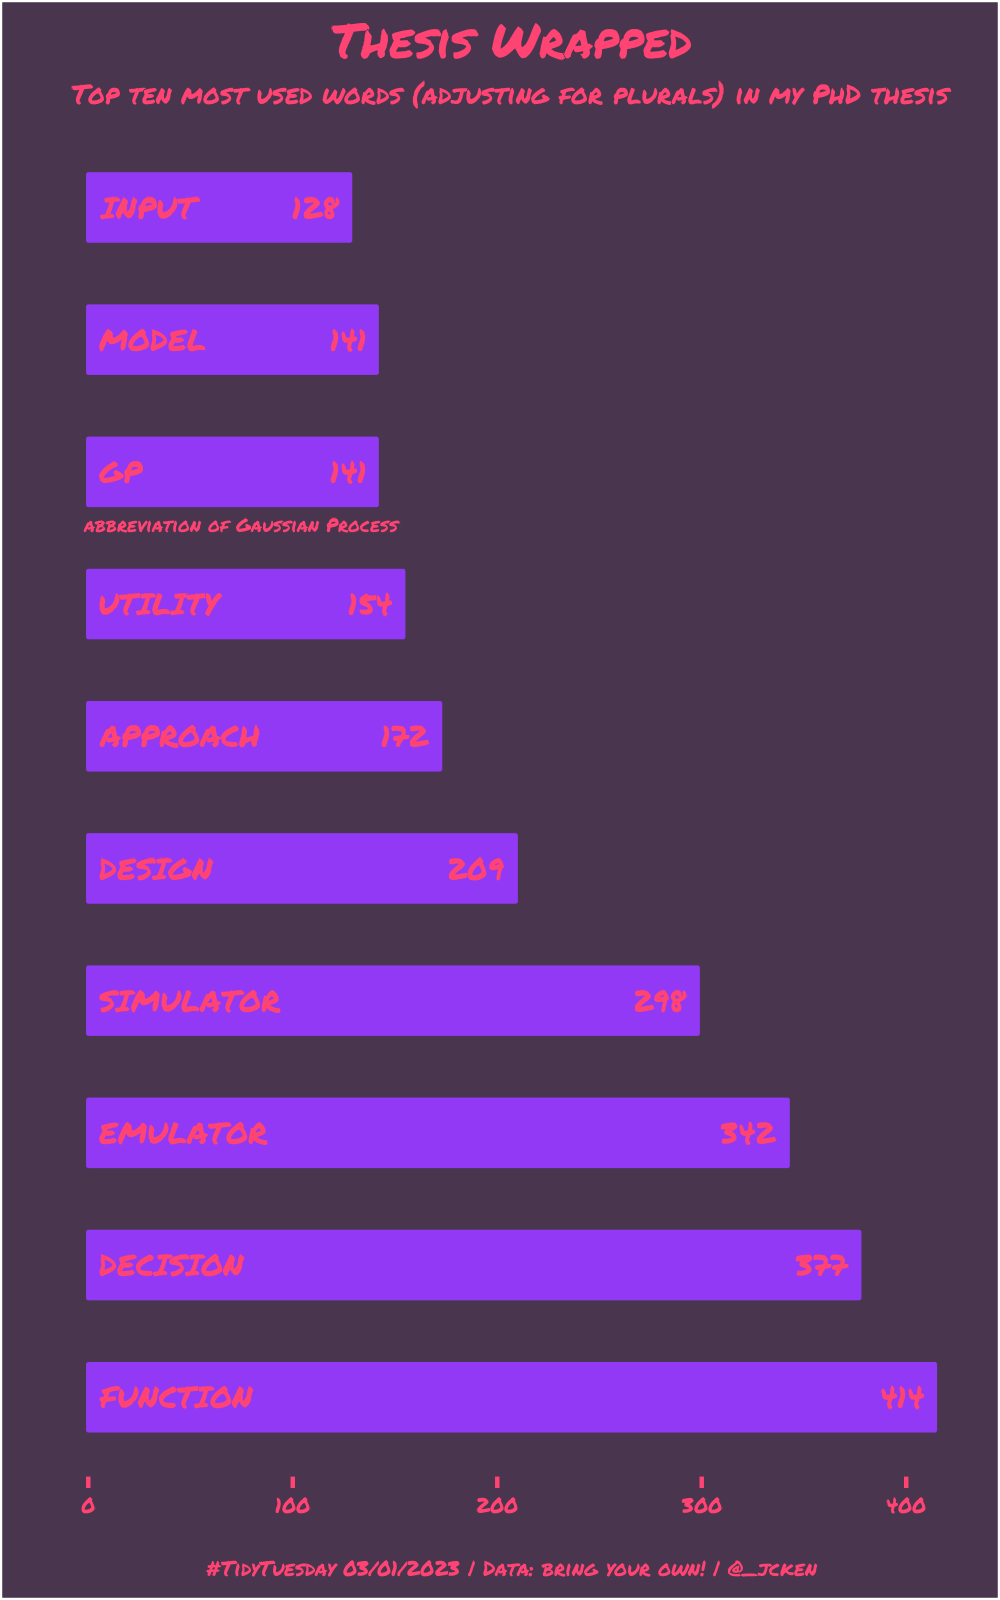 Thesis Wrapped
Top ten most used words (adjusting for plurals) in my PhD thesis
INPUT 128
MODEL 141
GP 141
abbreviation of Gaussian Process
UTILITY 154
APPROACH 172
DESIGN 209
SIMULATOR 298
EMULATOR 342
DECISION 377
FUNCTION 414
0 100 200 300 400
#TidyTuesday 03/01/2023 | Data: bring your own! | @_jcken